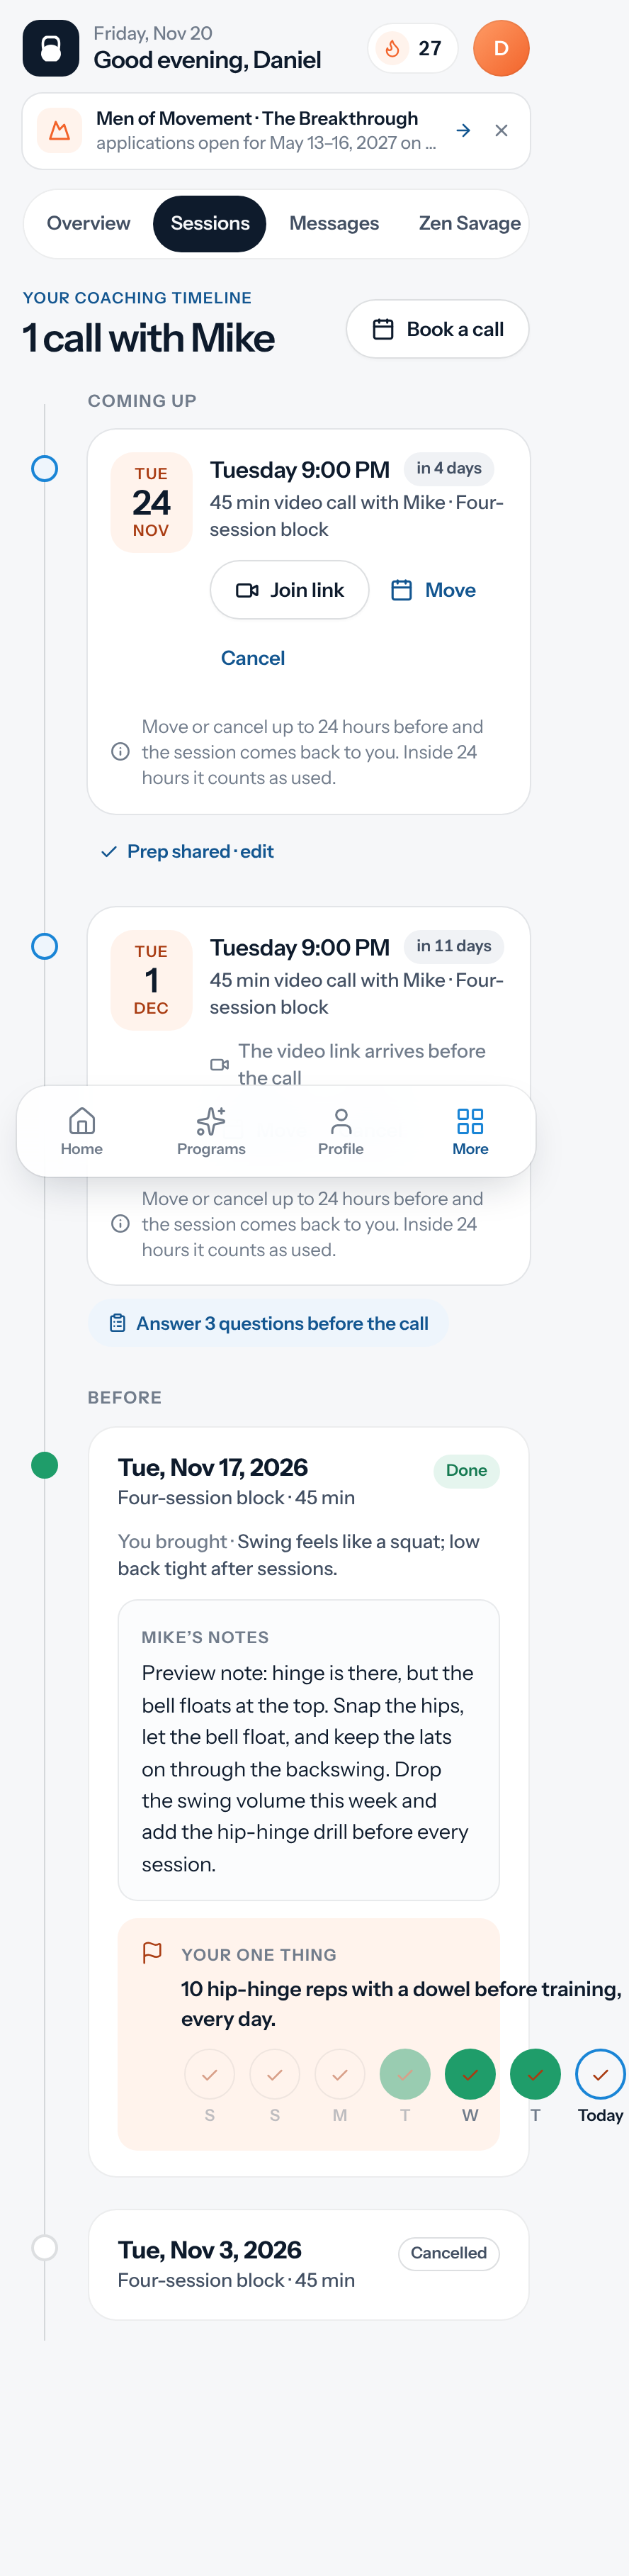 Friday, Nov 20
Good evening, Daniel
27
D
Men of Movement · The Breakthrough
applications open for May 13–16, 2027 on ...
Overview
Sessions
Messages
Zen Savage
YOUR COACHING TIMELINE
1 call with Mike
Book a call
COMING UP
TUE
24
NOV
Tuesday 9:00 PM
in 4 days
45 min video call with Mike · Four-
session block
Join link
Move
Cancel
Move or cancel up to 24 hours before and
the session comes back to you. Inside 24
hours it counts as used.
Prep shared · edit
TUE
1
DEC
Tuesday 9:00 PM
in 11 days
45 min video call with Mike · Four-
session block
The video link arrives before
the call
Home
Programs
Profile
More
Move or cancel up to 24 hours before and
the session comes back to you. Inside 24
hours it counts as used.
Answer 3 questions before the call
BEFORE
Tue, Nov 17, 2026
Done
Four-session block · 45 min
You brought · Swing feels like a squat; low
back tight after sessions.
MIKE’S NOTES
Preview note: hinge is there, but the
bell floats at the top. Snap the hips,
let the bell float, and keep the lats
on through the backswing. Drop
the swing volume this week and
add the hip-hinge drill before every
session.
YOUR ONE THING
10 hip-hinge reps with a dowel before training,
every day.
S
S
M
T
W
T
Today
Tue, Nov 3, 2026
Cancelled
Four-session block · 45 min